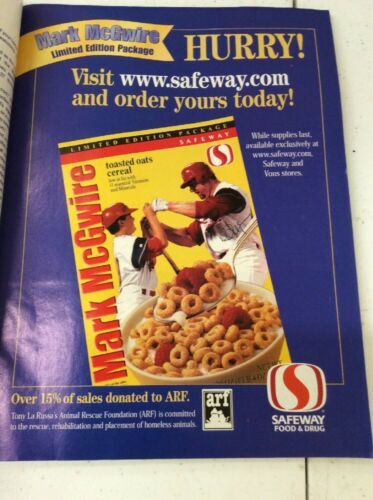 Mark McGwire
Limited Edition Package
HURRY!
Visit www.safeway.com
and order yours today!
While supplies last,
available exclusively at
www.safeway.com,
Safeway and
Vons stores.
LIMITED EDITION PACKAGE
SAFEWAY
toasted oats
cereal
Mark McGwire
Over 15% of sales donated to ARF.
Tony La Russa's Animal Rescue Foundation (ARF) is committed
to the rescue, rehabilitation and placement of homeless animals.
arf
SAFEWAY
FOOD & DRUG